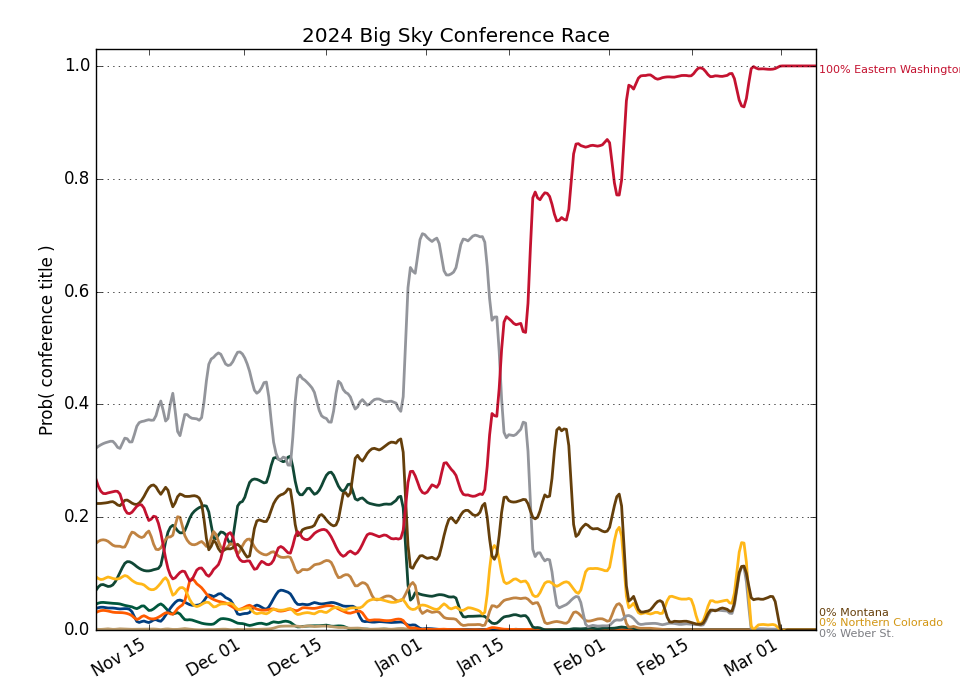 2024 Big Sky Conference Race
Prob( conference title )
1.0
0.8
0.6
0.4
0.2
0.0
Nov 15
Dec 01
Dec 15
Jan 01
Jan 15
Feb 01
Feb 15
Mar 01
100% Eastern Washington
0% Montana
0% Northern Colorado
0% Weber St.